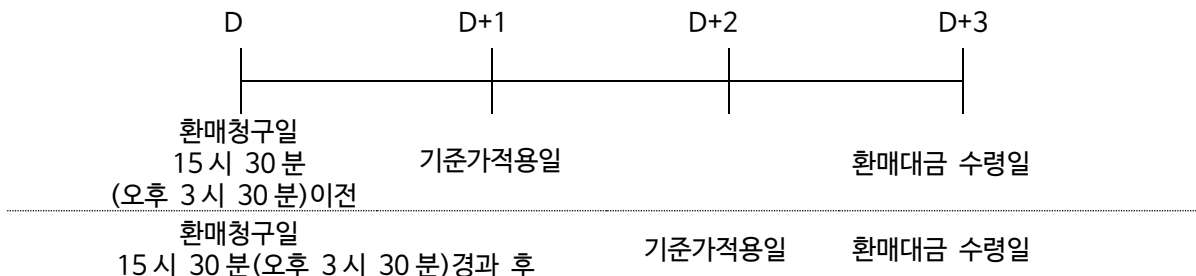 D D+1 D+2 D+3
환매청구일
15시 30분
(오후 3시 30분)이전
기준가적용일
환매대금 수령일
환매청구일
15시 30분(오후 3시 30분)경과 후
기준가적용일
환매대금 수령일